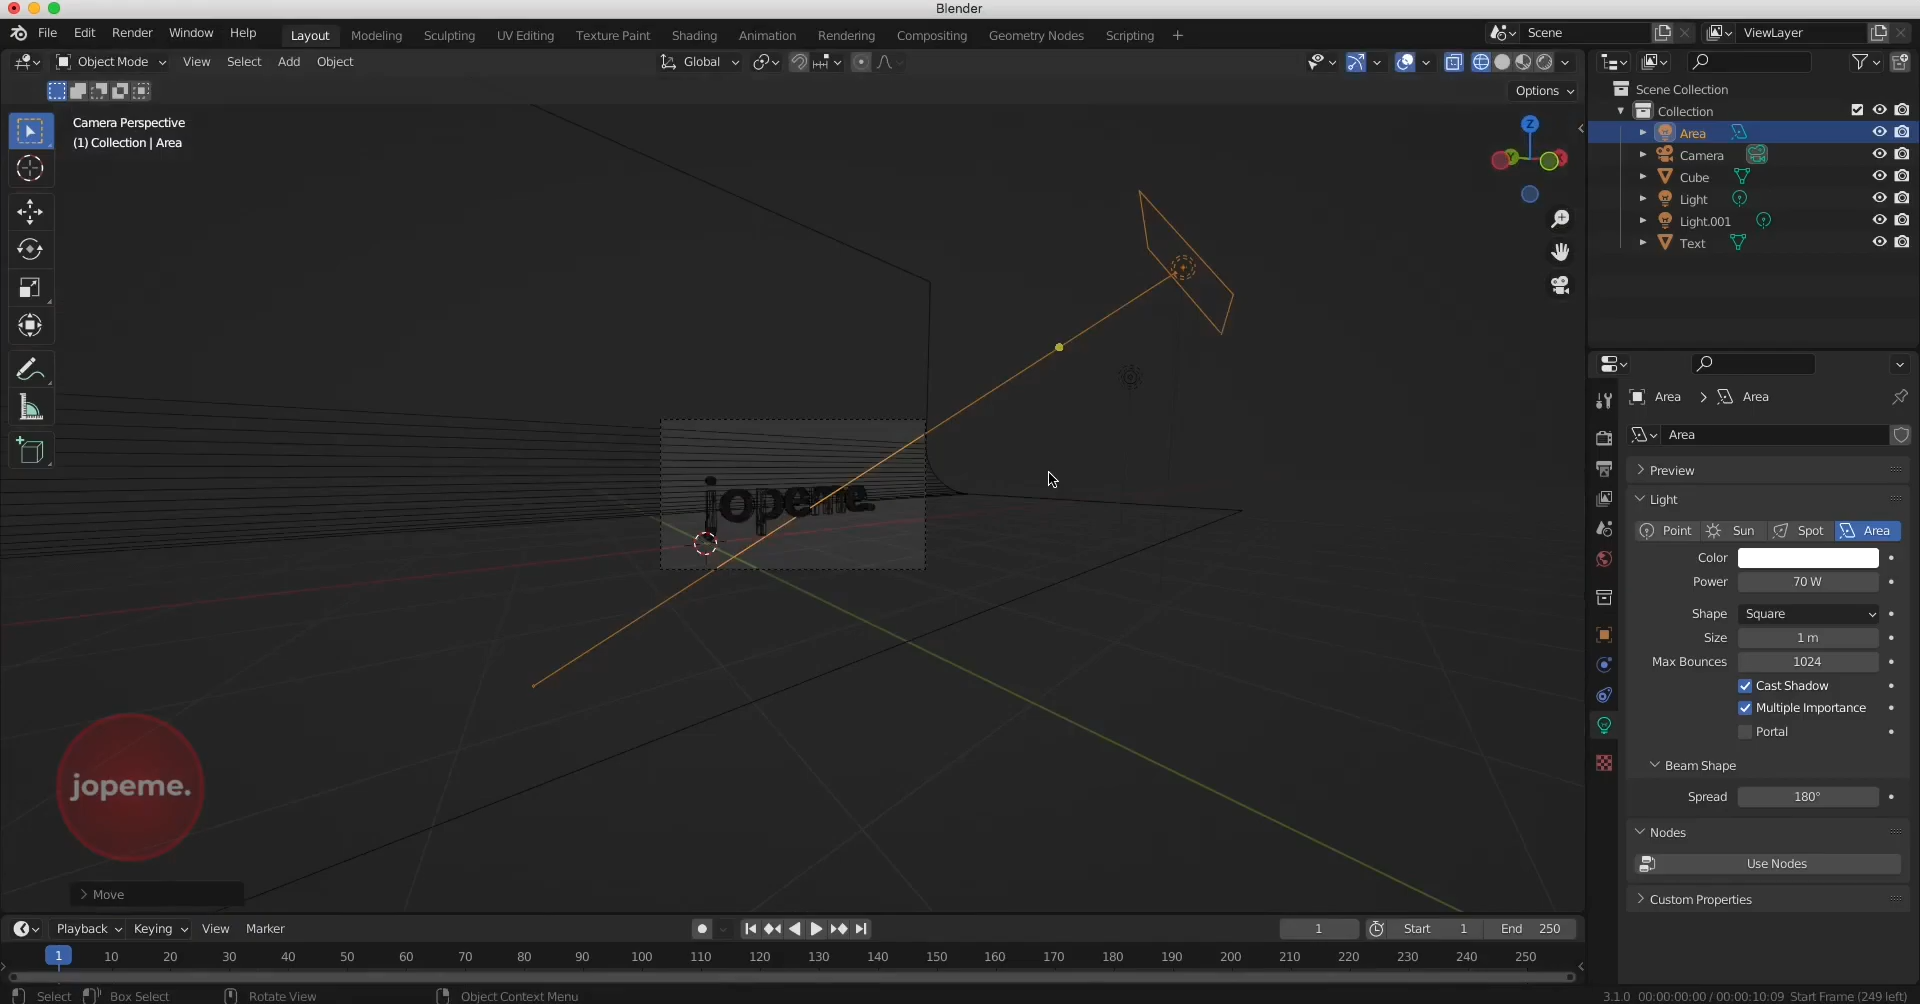 Blender
File Edit Render Window Help
Layout Modeling Sculpting UV Editing Texture Paint Shading Animation Rendering Compositing Geometry Nodes Scripting +
Scene
ViewLayer
Object Mode View Select Add Object
Global
Options
Camera Perspective
(1) Collection | Area
Z
Y
X
Scene Collection
Collection
Area
Camera
Cube
Light
Light.001
Text
Area > Area
Area
Preview
Light
Point Sun Spot Area
Color
Power 70 W
Shape Square
Size 1 m
Max Bounces 1024
Cast Shadow
Multiple Importance
Portal
Beam Shape
Spread 180°
Nodes
Use Nodes
Custom Properties
jopeme.
jopeme.
Move
Playback Keying View Marker
1 Start 1 End 250
1 10 20 30 40 50 60 70 80 90 100 110 120 130 140 150 160 170 180 190 200 210 220 230 240 250
Select Box Select Rotate View Object Context Menu
3.1.0 00:00:00:00 / 00:00:10:09 Start Frame (249 left)